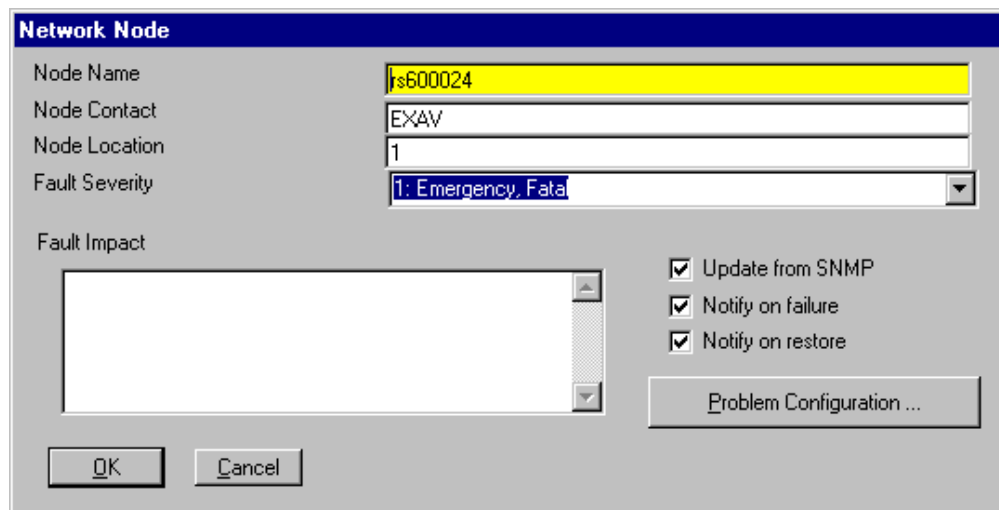 Network Node
Node Name
rs600024
Node Contact
EXAV
Node Location
1
Fault Severity
1: Emergency, Fatal
Fault Impact
Update from SNMP
Notify on failure
Notify on restore
Problem Configuration ...
OK
Cancel